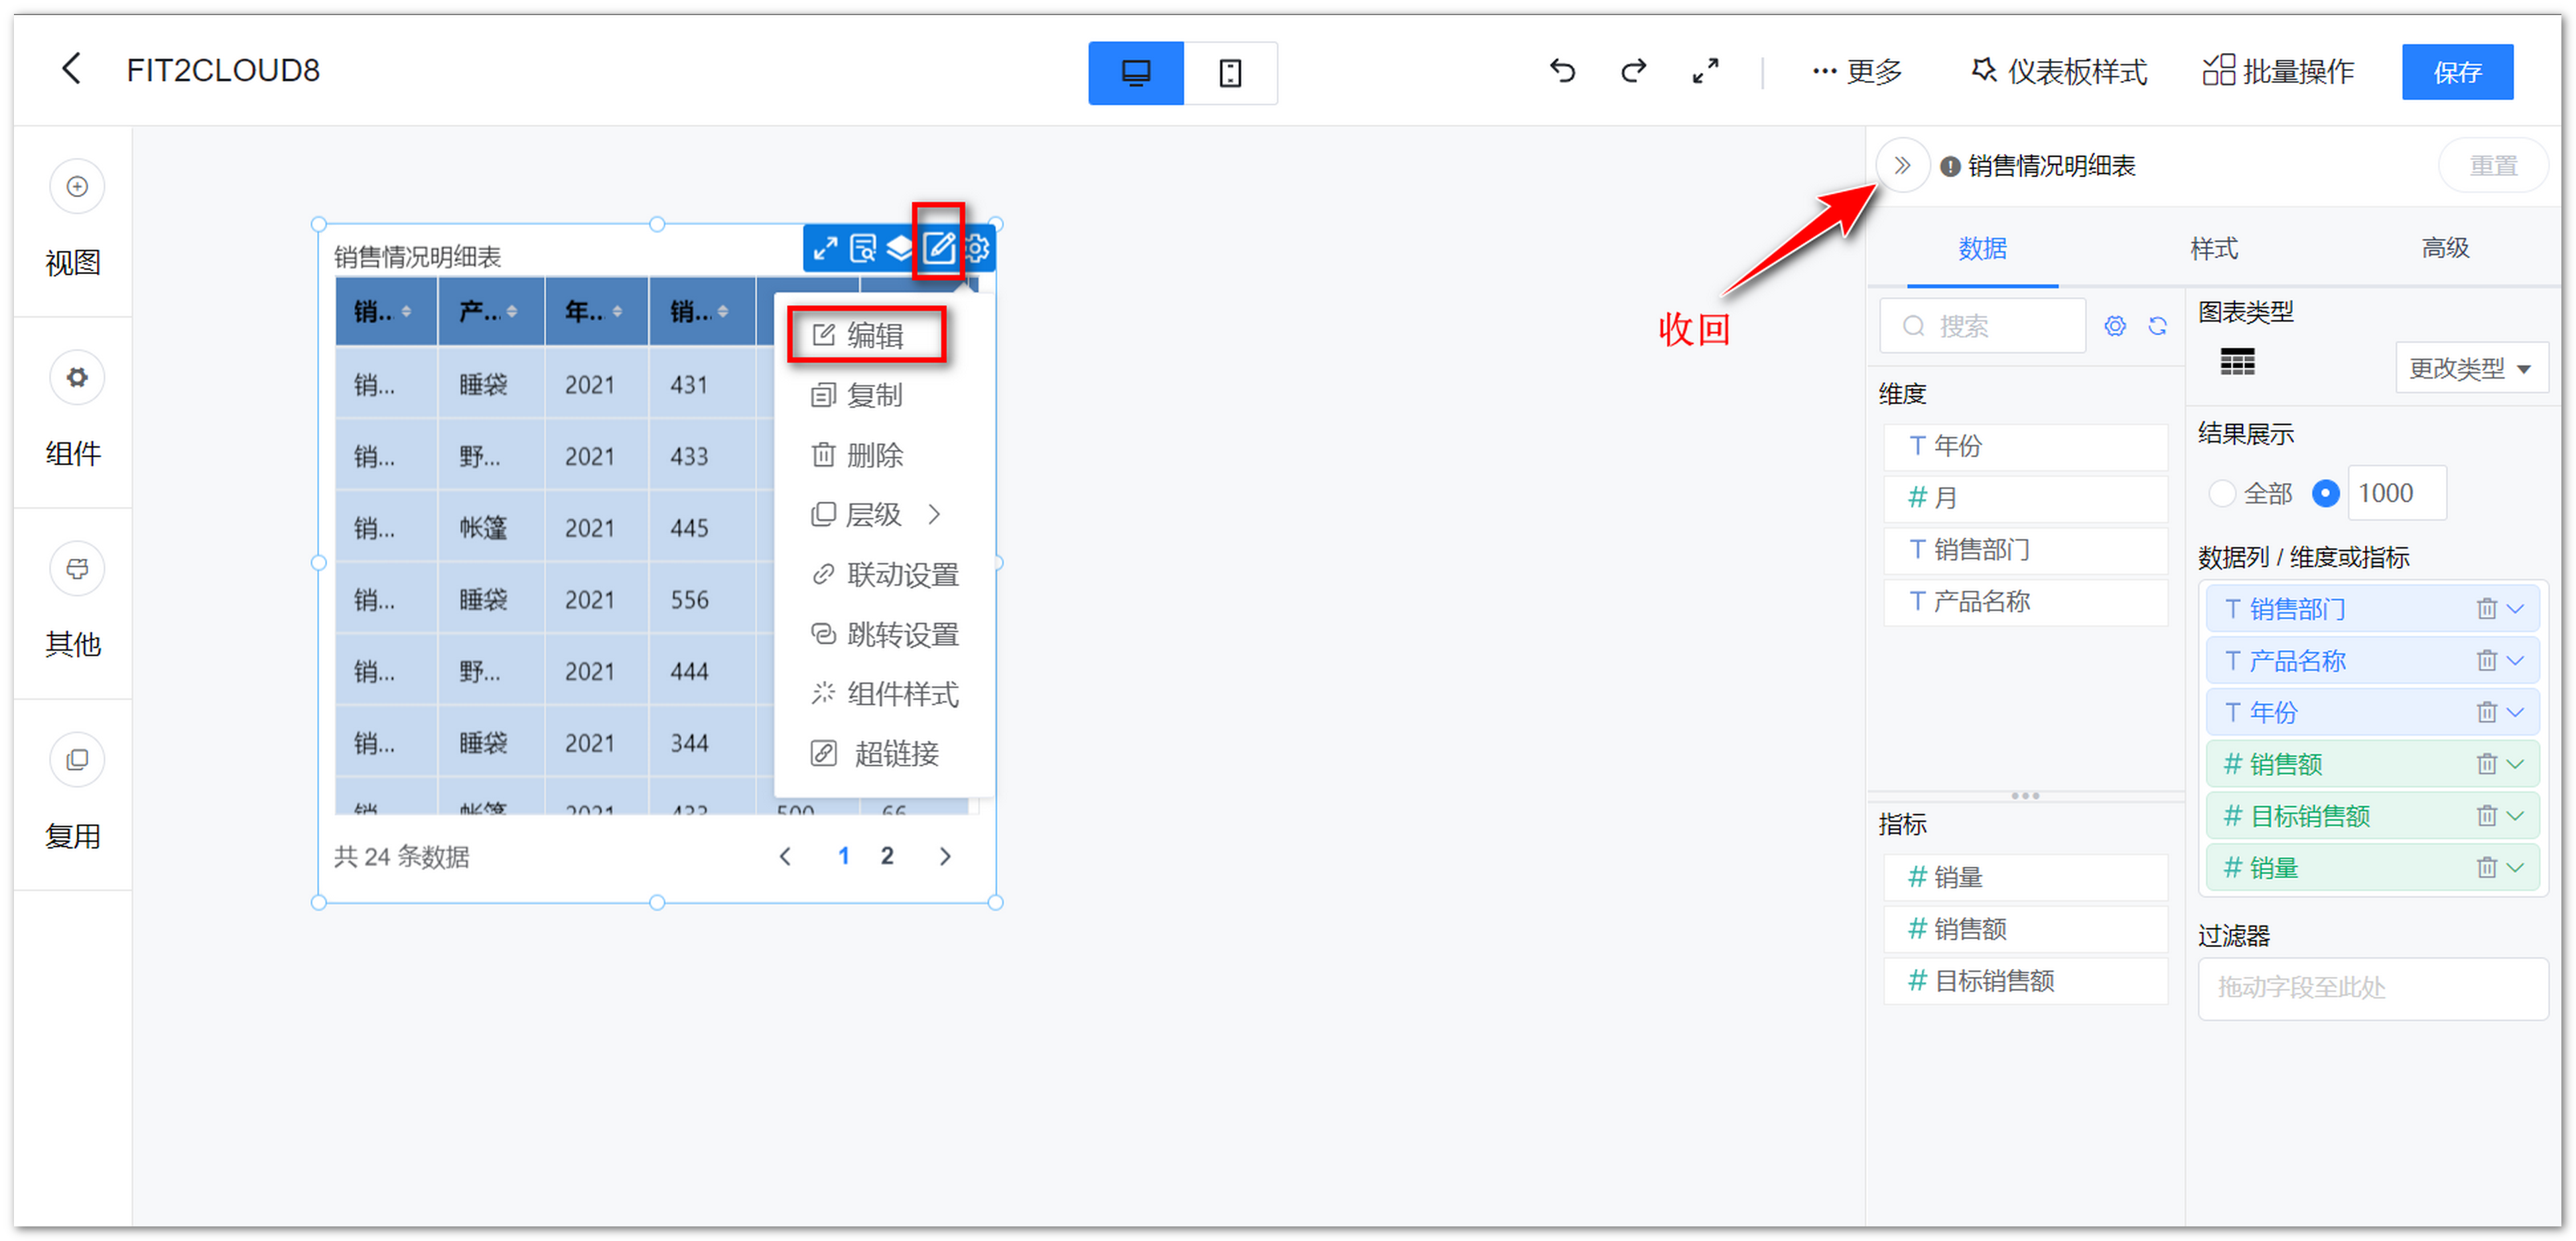 FIT2CLOUD8
更多
仪表板样式
批量操作
保存
视图
组件
其他
复用
销售情况明细表
销... 产... 年... 销...
销... 睡袋 2021 431
销... 野... 2021 433
销... 帐篷 2021 445
销... 睡袋 2021 556
销... 野... 2021 444
销... 睡袋 2021 344
销 帐篷 2021 433 500 66
共 24 条数据
1 2
编辑
复制
删除
层级
联动设置
跳转设置
组件样式
超链接
收回
销售情况明细表
重置
数据 样式 高级
搜索
维度
T 年份
# 月
T 销售部门
T 产品名称
指标
# 销量
# 销售额
# 目标销售额
图表类型
更改类型
结果展示
全部 1000
数据列 / 维度或指标
T 销售部门
T 产品名称
T 年份
# 销售额
# 目标销售额
# 销量
过滤器
拖动字段至此处